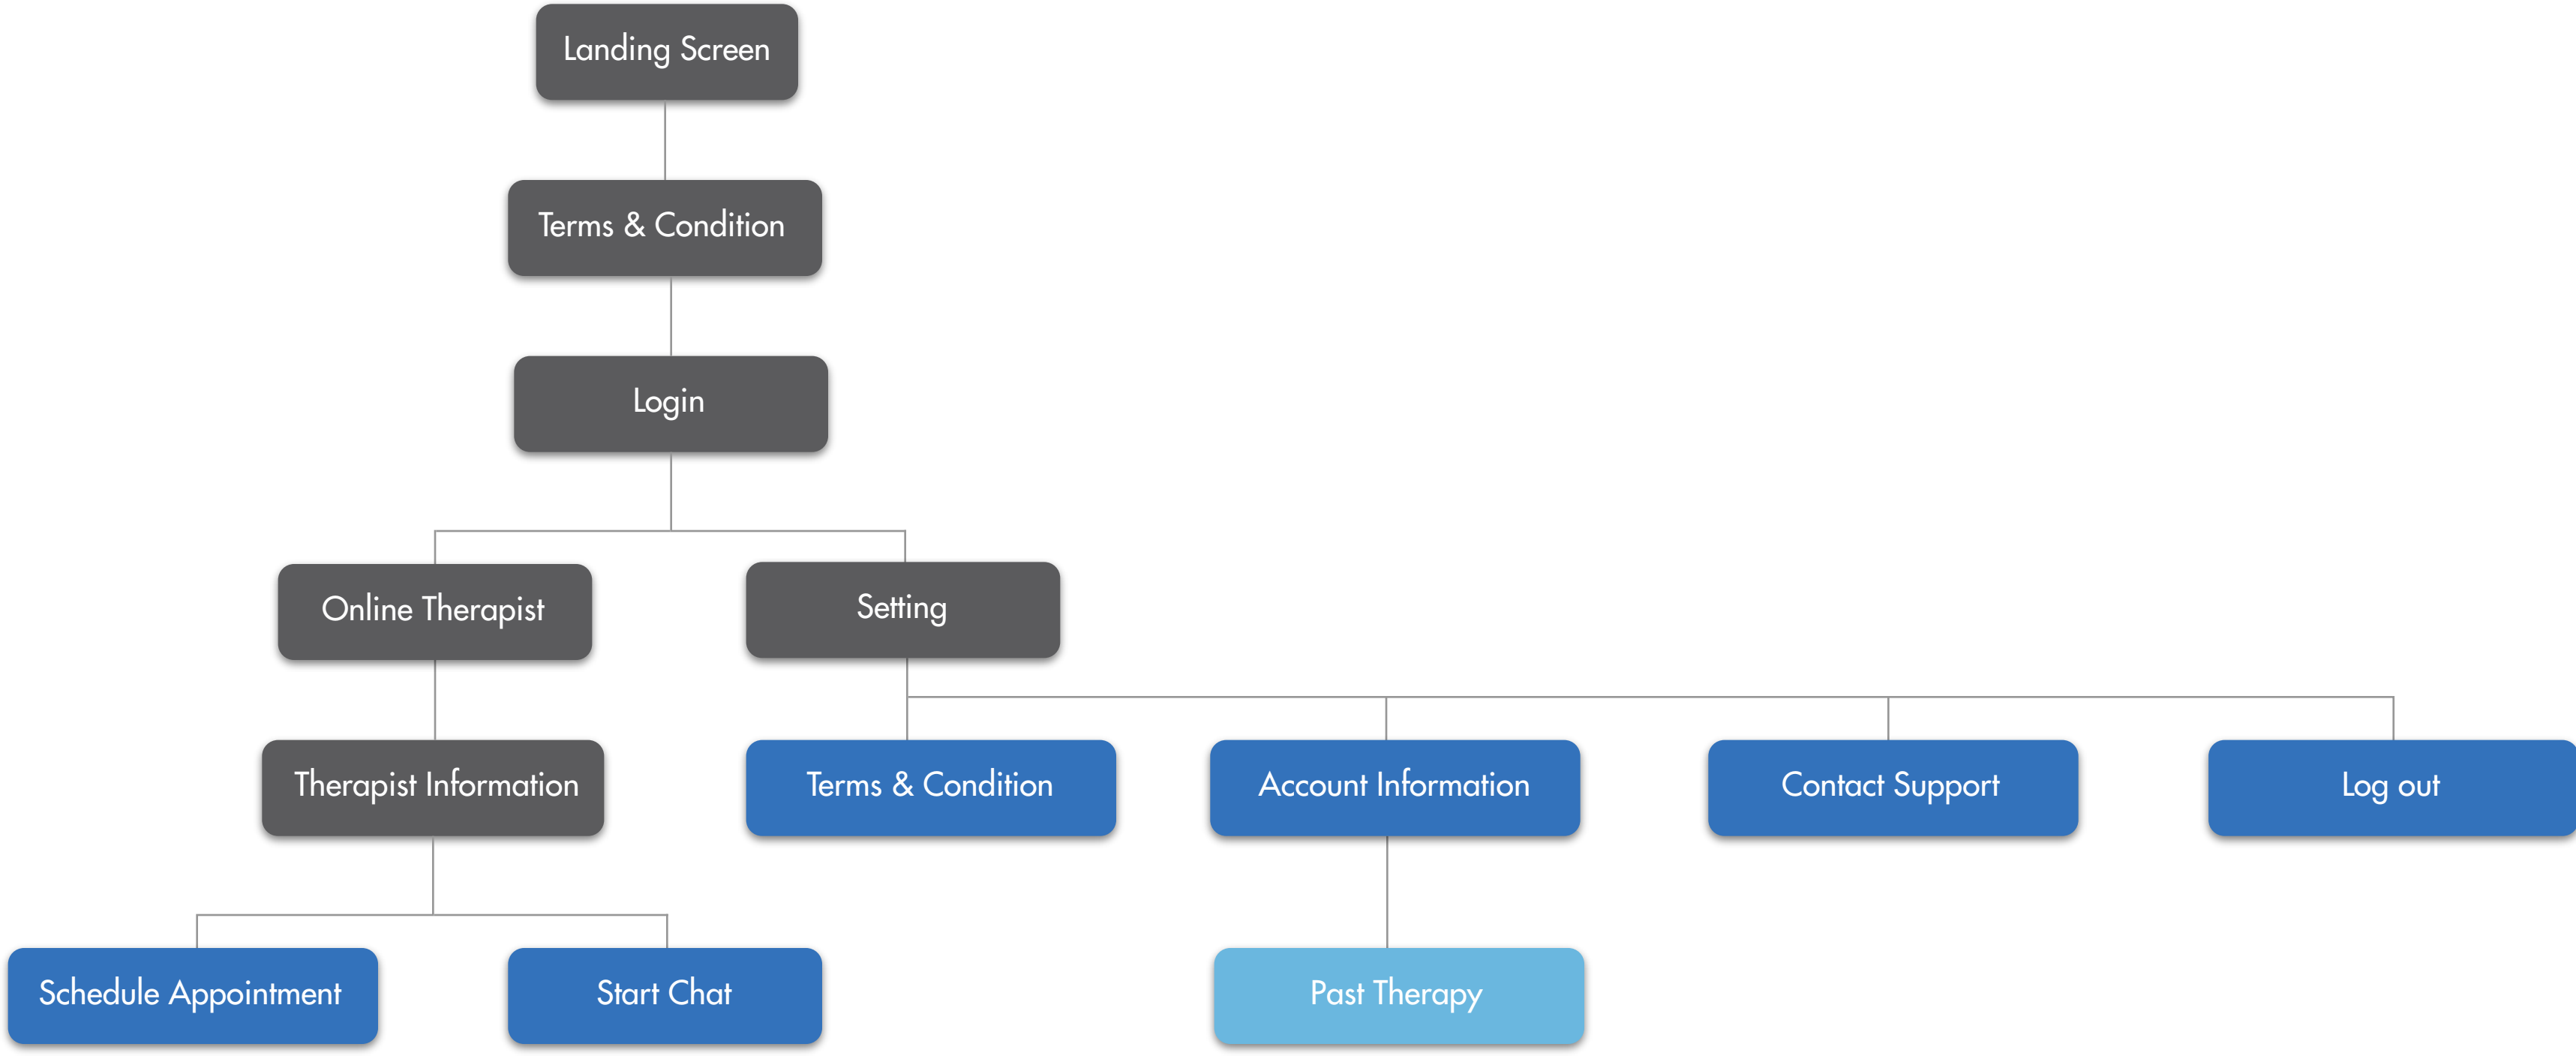 Landing Screen
Terms & Condition
Login
Online Therapist
Setting
Therapist Information
Terms & Condition
Account Information
Contact Support
Log out
Schedule Appointment
Start Chat
Past Therapy